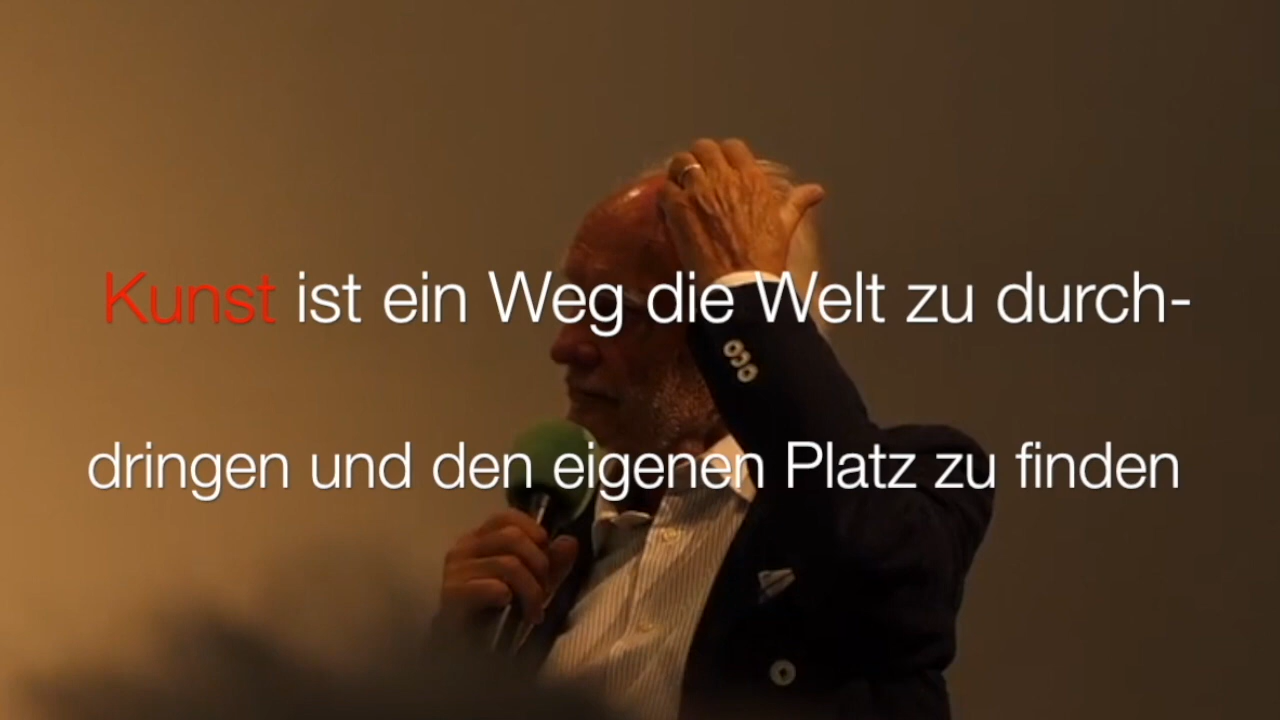 Kunst ist ein Weg die Welt zu durch-
dringen und den eigenen Platz zu finden